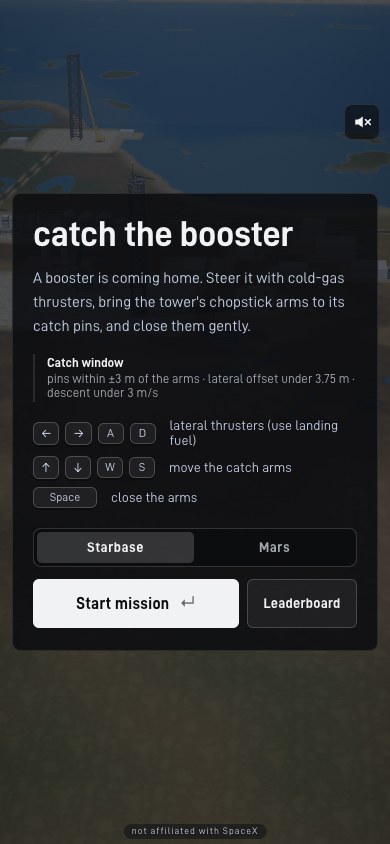 catch the booster
A booster is coming home. Steer it with cold-gas
thrusters, bring the tower's chopstick arms to its
catch pins, and close them gently.
Catch window
pins within ±3 m of the arms · lateral offset under 3.75 m ·
descent under 3 m/s
← → A D lateral thrusters (use landing
fuel)
↑ ↓ W S move the catch arms
Space close the arms
Starbase Mars
Start mission ↵ Leaderboard
not affiliated with SpaceX